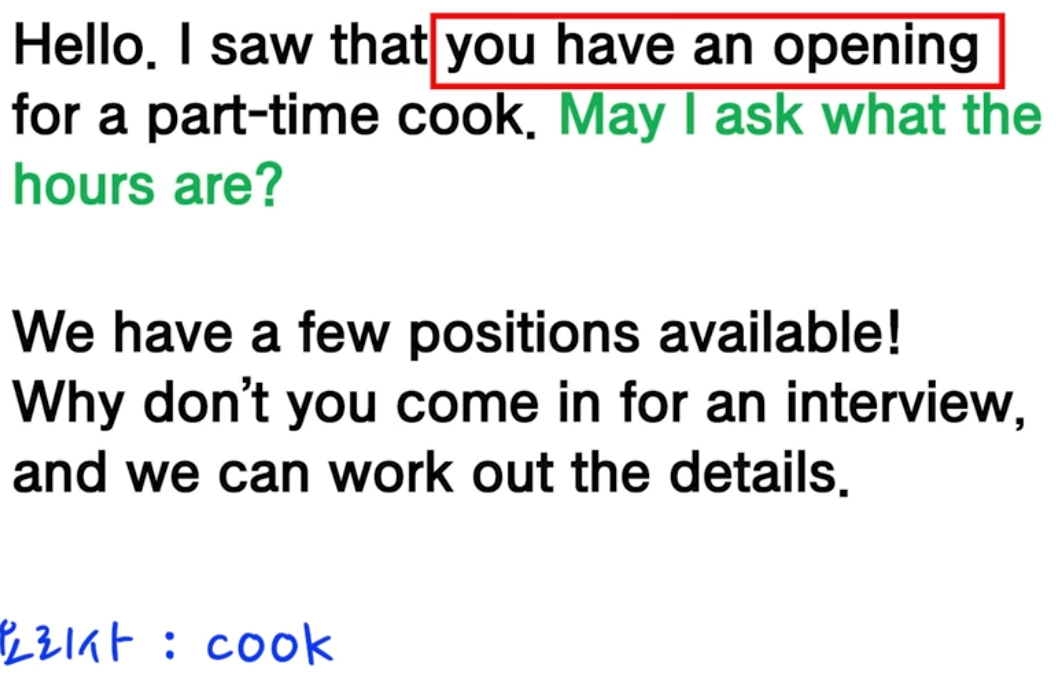 Hello. I saw that you have an opening
for a part-time cook. May I ask what the
hours are?
We have a few positions available!
Why don't you come in for an interview,
and we can work out the details.
요리사 : cook